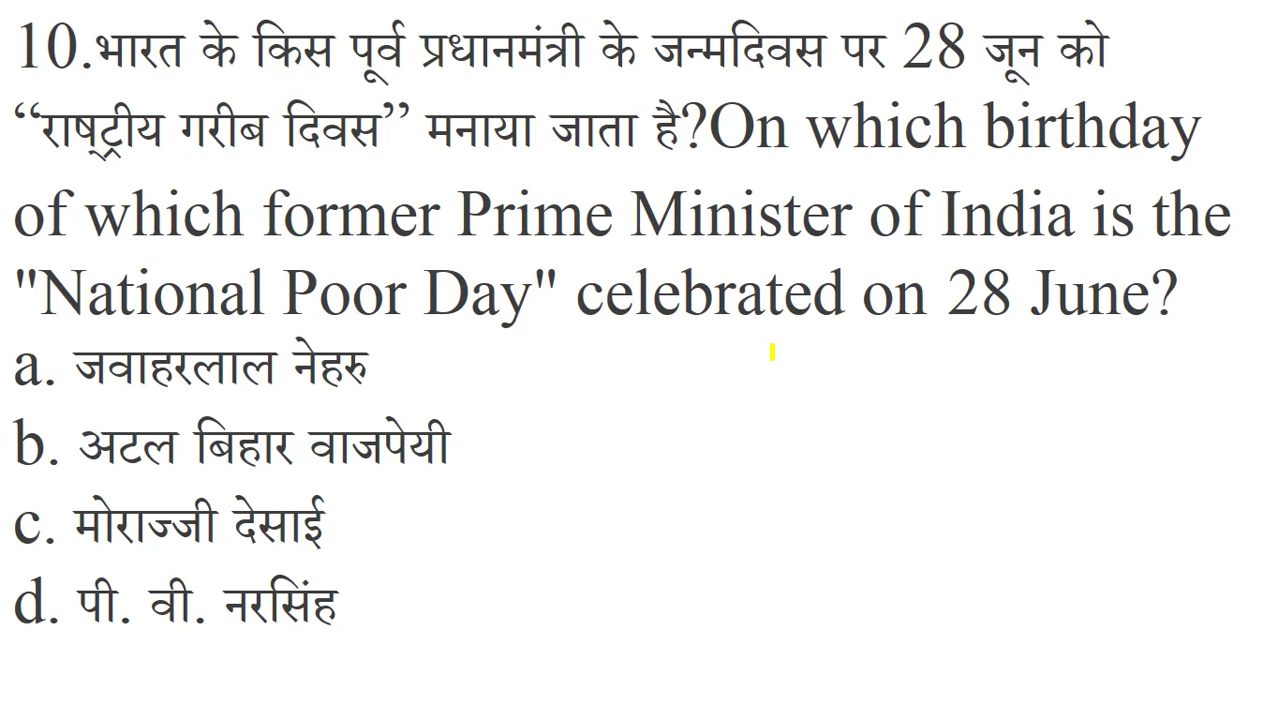 10.भारत के किस पूर्व प्रधानमंत्री के जन्मदिवस पर 28 जून को
“राष्ट्रीय गरीब दिवस” मनाया जाता है?On which birthday
of which former Prime Minister of India is the
"National Poor Day" celebrated on 28 June?
a. जवाहरलाल नेहरु
b. अटल बिहार वाजपेयी
c. मोराज्जी देसाई
d. पी. वी. नरसिंह